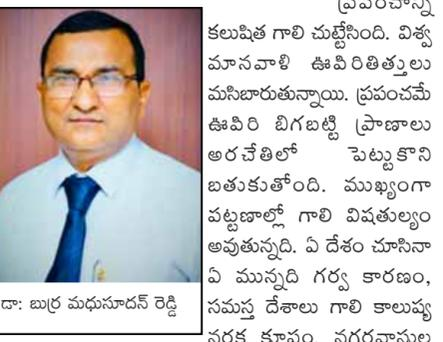 ప్రపంచాన్ని
కలుషిత గాలి చుట్టేసింది. విశ్వ
మానవాళి ఊపిరితిత్తులు
మసిబారుతున్నాయి. ప్రపంచమే
ఊపిరి బిగబట్టి ప్రాణాలు
అరచేతిలో పెట్టుకొని
బతుకుతోంది. ముఖ్యంగా
పట్టణాల్లో గాలి విషతుల్యం
అవుతున్నది. ఏ దేశం చూసినా
ఏ మున్నది గర్వ కారణం,
సమస్త దేశాలు గాలి కాలుష్య
నరక కూపం. నగరవాసుల
డా: బుర్ర మధుసూదన్ రెడ్డి